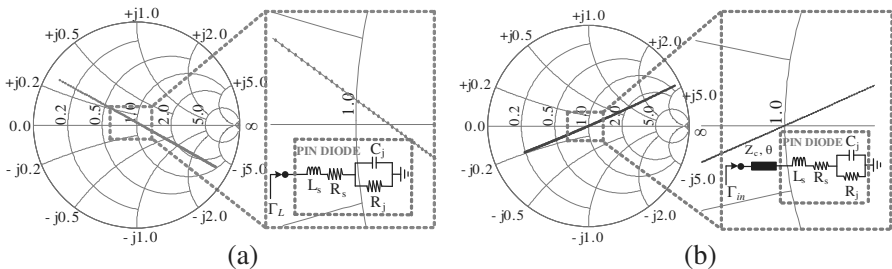 +j1.0
+j0.5
+j2.0
+j0.2
+j5.0
0.2
0.5
1.0
2.0
5.0
0.0
∞
- j0.2
- j5.0
- j0.5
- j2.0
- j1.0
1.0
PIN DIODE
C_j
L_s
R_s
R_j
Γ_L
(a)
+j1.0
+j0.5
+j2.0
+j0.2
+j5.0
0.2
0.5
1.0
2.0
5.0
0.0
∞
- j0.2
- j5.0
- j0.5
- j2.0
- j1.0
1.0
PIN DIODE
Z_c, θ
C_j
L_s
R_s
R_j
Γ_in
(b)